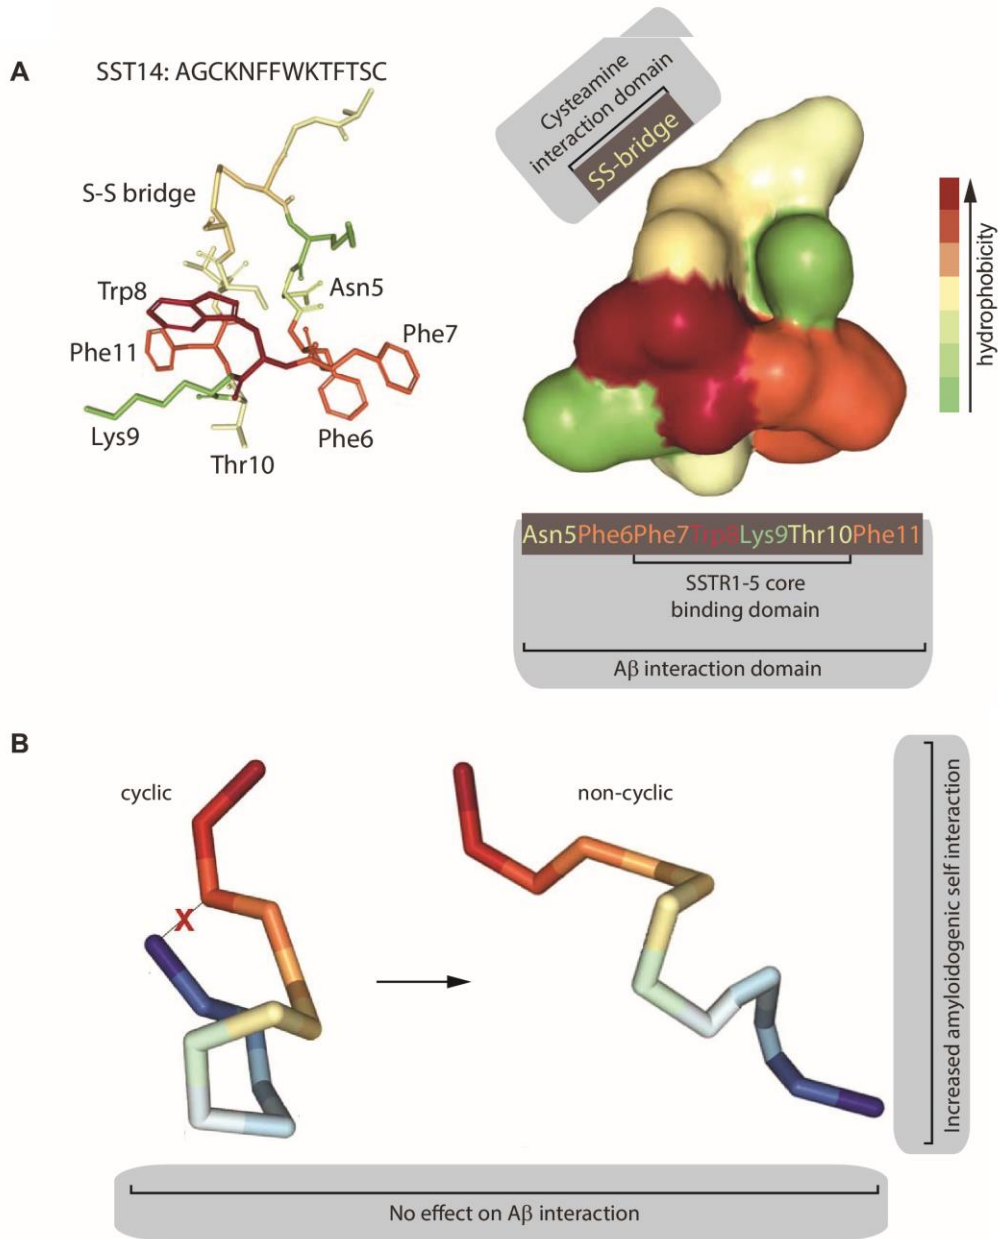 A
SST14: AGCKNFFWKTFTSC
S-S bridge
Trp8
Asn5
Phe11
Phe7
Lys9
Phe6
Thr10
Cysteamine
interaction domain
SS-bridge
hydrophobicity
Asn5Phe6Phe7Trp8Lys9Thr10Phe11
SSTR1-5 core
binding domain
Aβ interaction domain
B
cyclic
non-cyclic
X
Increased amyloidogenic self interaction
No effect on Aβ interaction